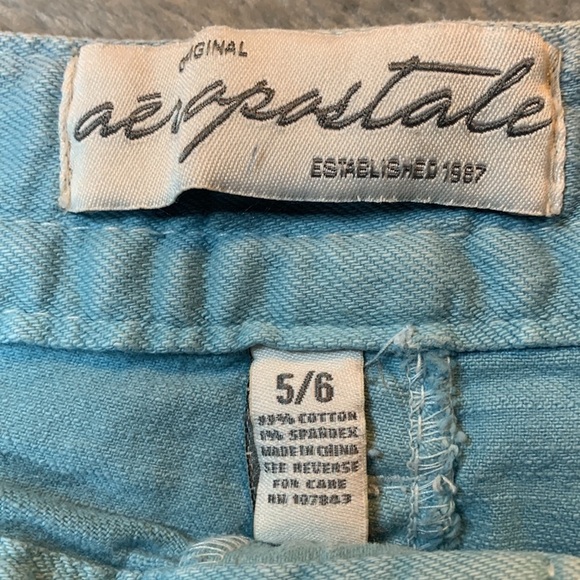 ORIGINAL
aéropostale
ESTABLISHED 1987
5/6
99% COTTON
1% SPANDEX
MADE IN CHINA
SEE REVERSE
FOR CARE
RN 107843